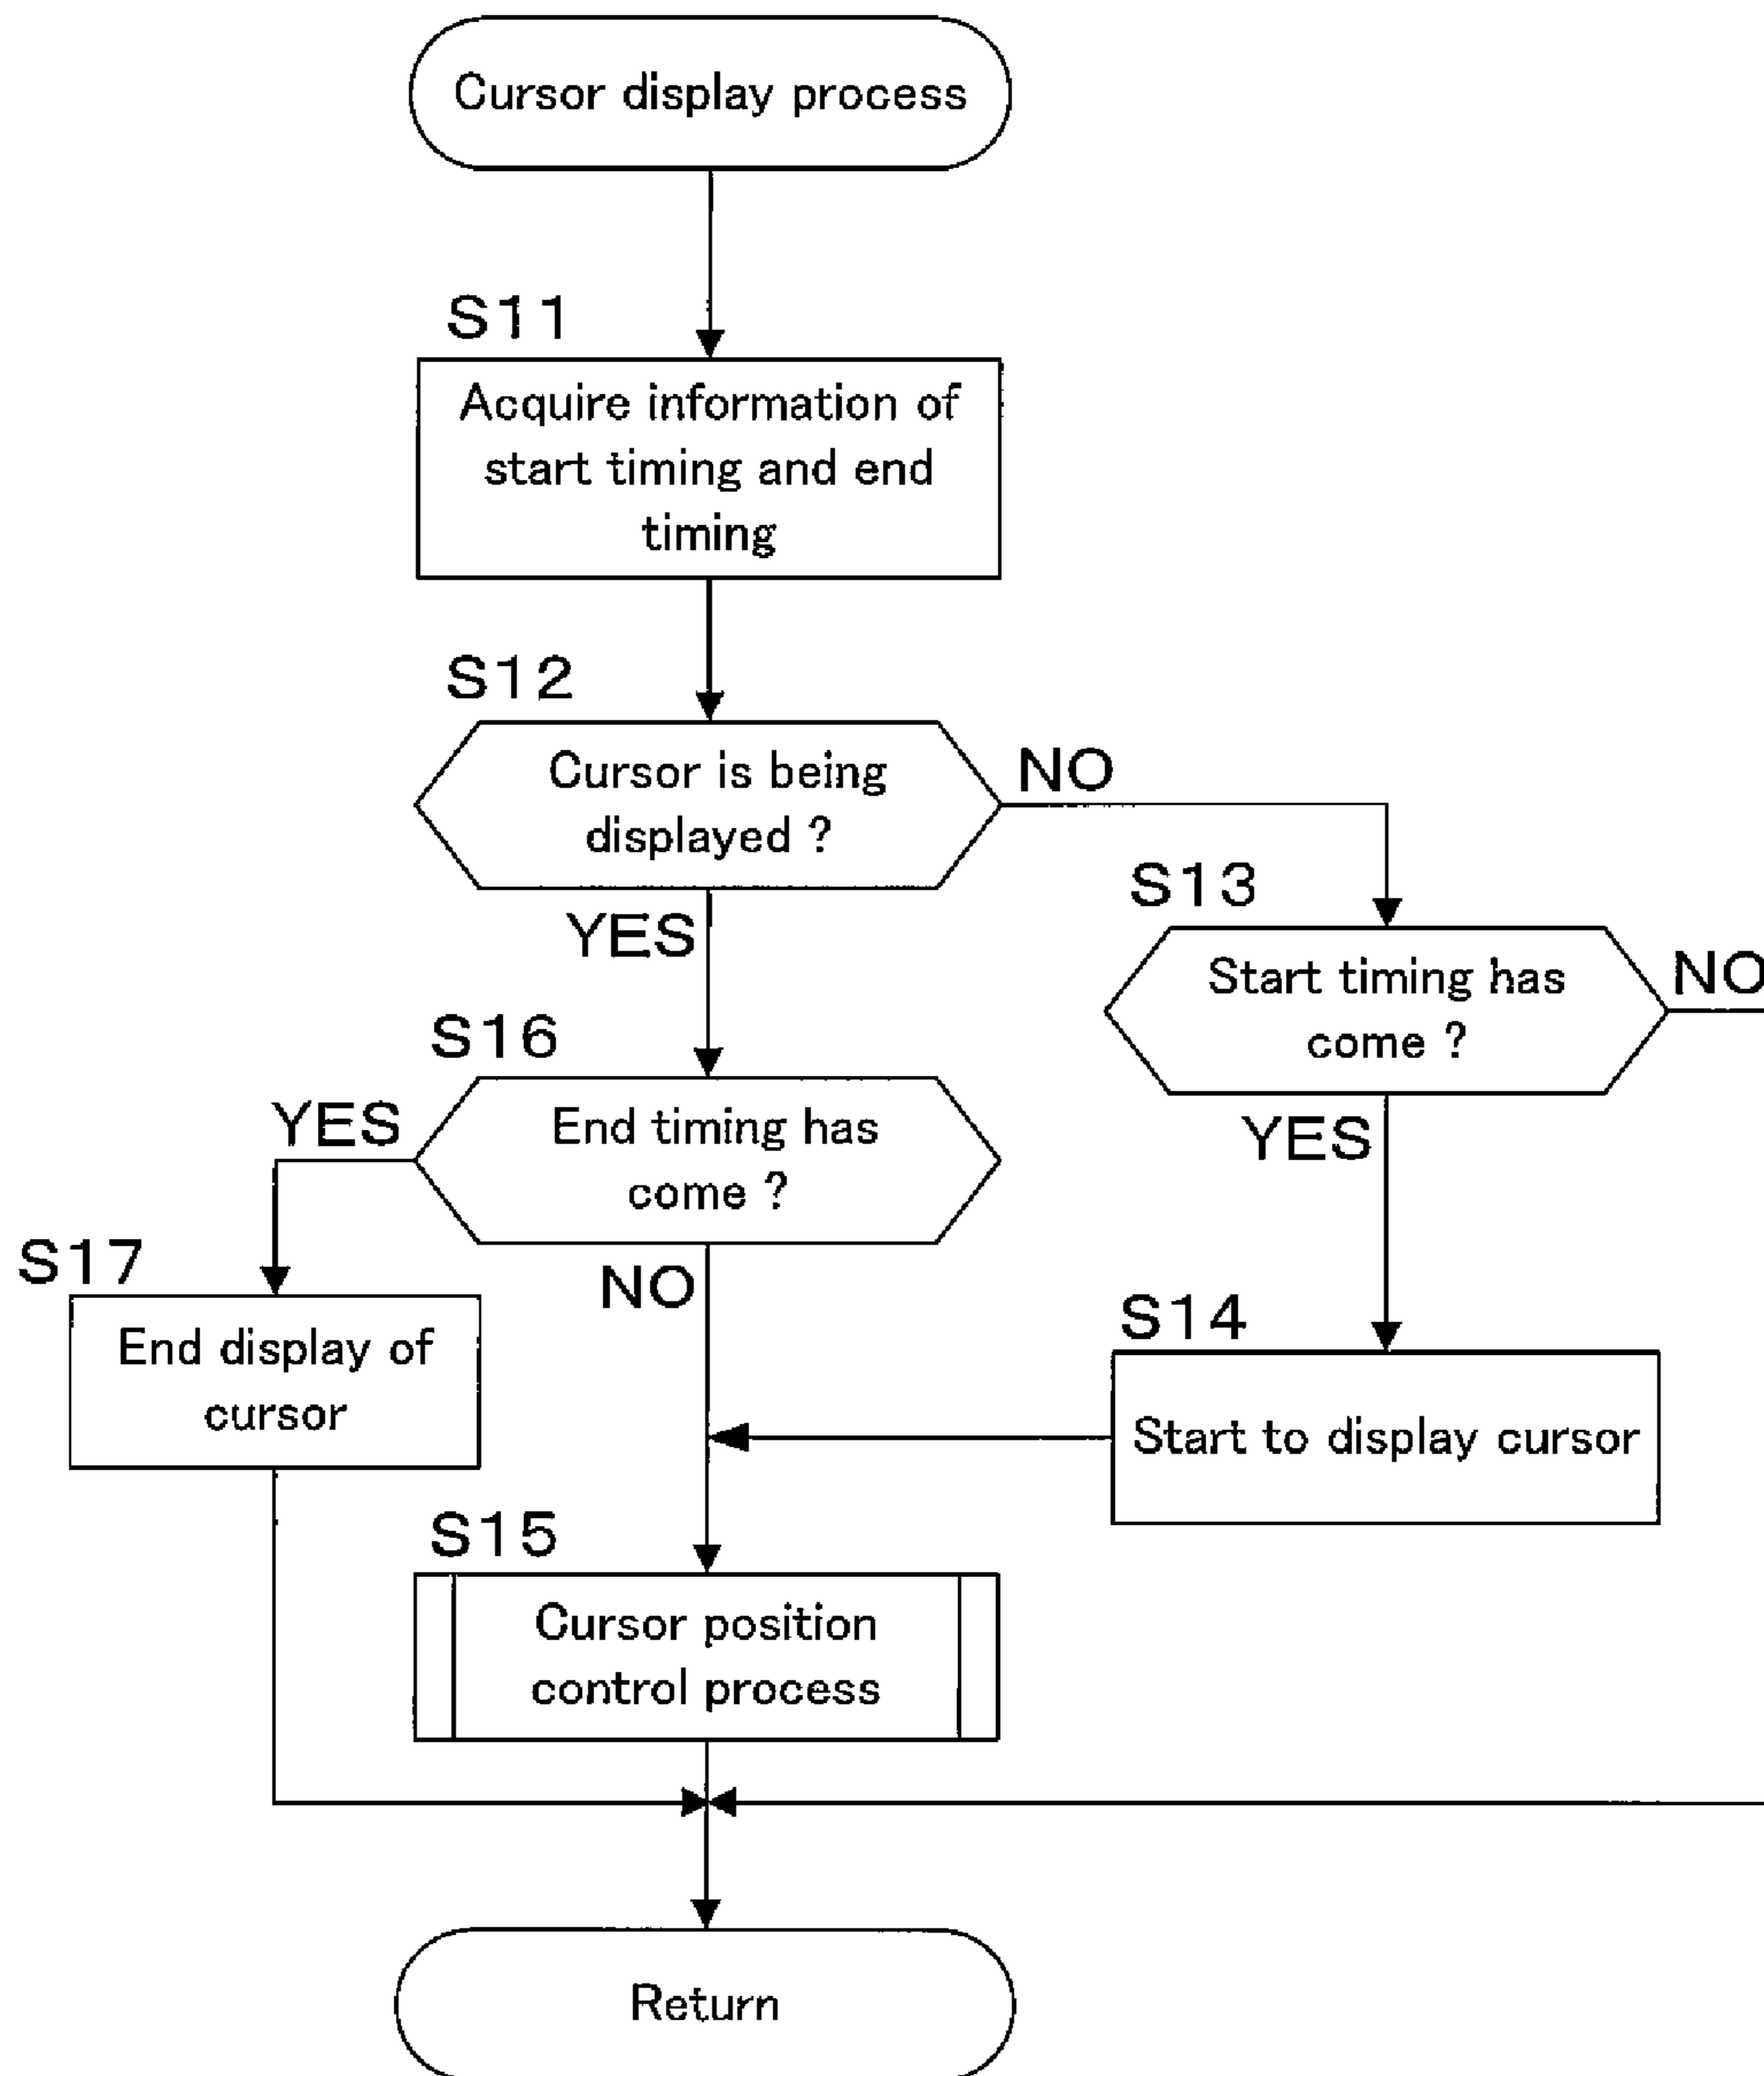 Cursor display process
S11
Acquire information of
start timing and end
timing
S12
Cursor is being
displayed ?
NO
YES
S13
Start timing has
come ?
NO
YES
S16
End timing has
come ?
YES
NO
S17
End display of
cursor
S14
Start to display cursor
S15
Cursor position
control process
Return